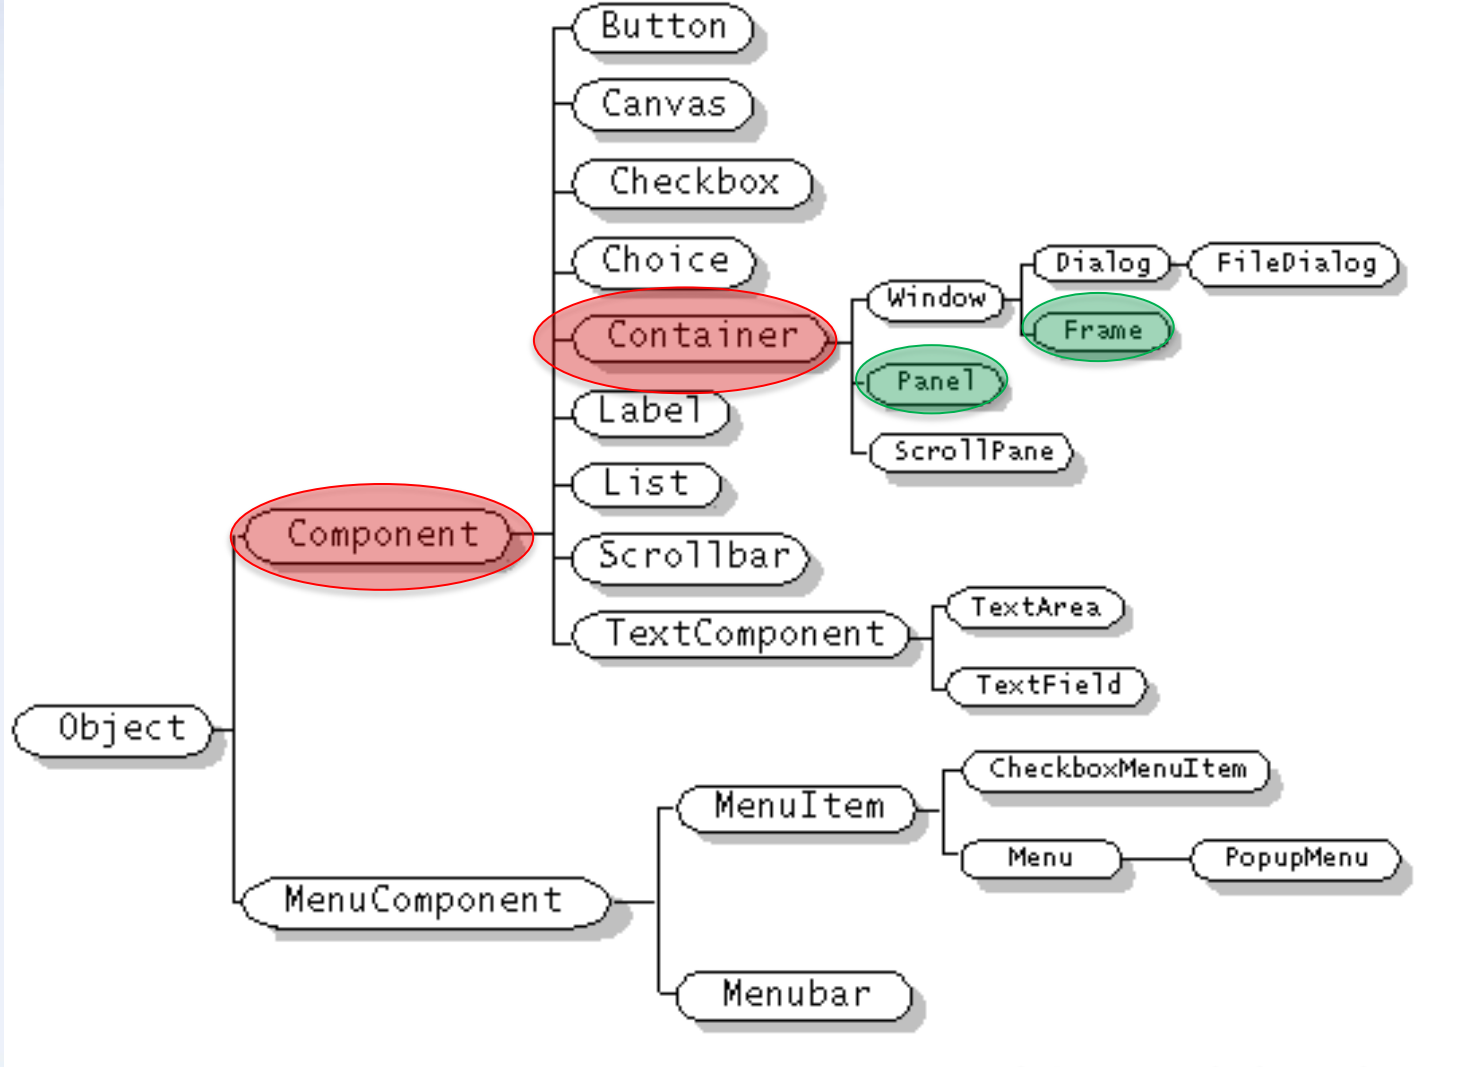 Button
Canvas
Checkbox
Choice
Container
Label
List
Scrollbar
TextComponent
Window
Panel
ScrollPane
Dialog
Frame
FileDialog
TextArea
TextField
Component
Object
MenuComponent
MenuItem
Menubar
CheckboxMenuItem
Menu
PopupMenu